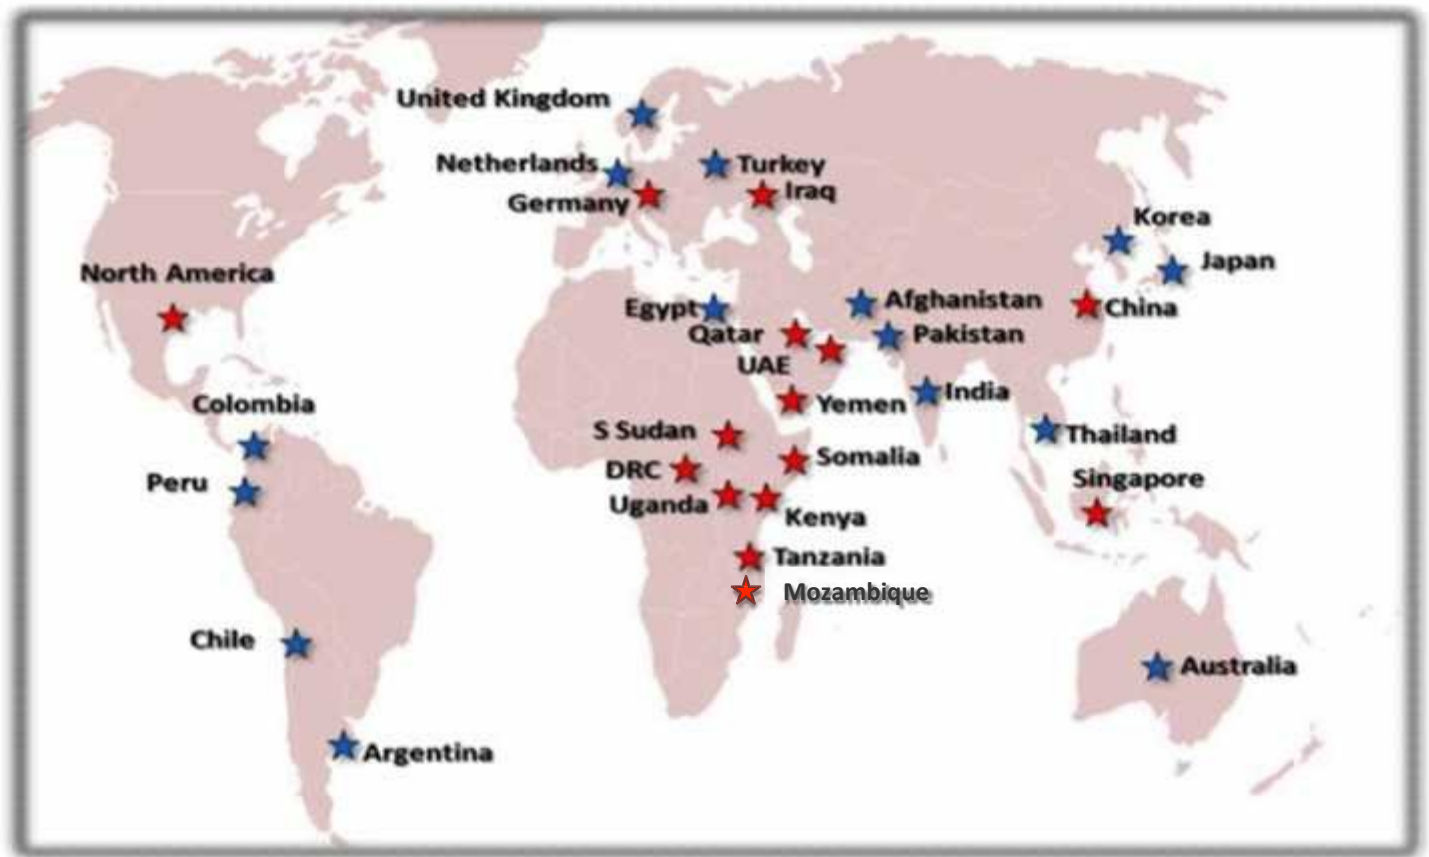 United Kingdom
Netherlands
Turkey
Germany
Iraq
Korea
Japan
North America
Egypt
Afghanistan
China
Qatar
Pakistan
UAE
India
Colombia
Yemen
S Sudan
Thailand
DRC
Somalia
Peru
Singapore
Uganda
Kenya
Tanzania
Mozambique
Chile
Australia
Argentina